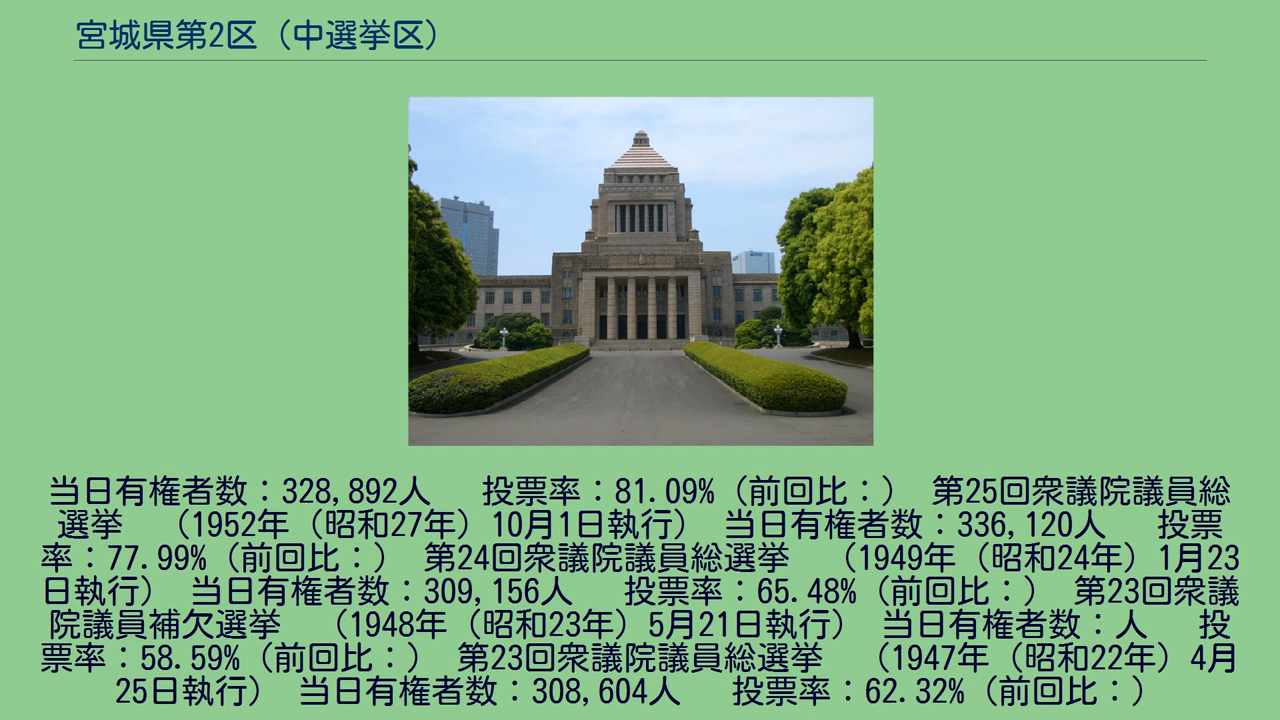 宮城県第2区（中選挙区）
当日有権者数：328,892人　 投票率：81.09%（前回比：） 第25回衆議院議員総
選挙　（1952年（昭和27年）10月1日執行） 当日有権者数：336,120人　 投票
率：77.99%（前回比：） 第24回衆議院議員総選挙　（1949年（昭和24年）1月23
日執行） 当日有権者数：309,156人　 投票率：65.48%（前回比：） 第23回衆議
院議員補欠選挙　（1948年（昭和23年）5月21日執行） 当日有権者数：人　 投
票率：58.59%（前回比：） 第23回衆議院議員総選挙　（1947年（昭和22年）4月
25日執行） 当日有権者数：308,604人　 投票率：62.32%（前回比：）